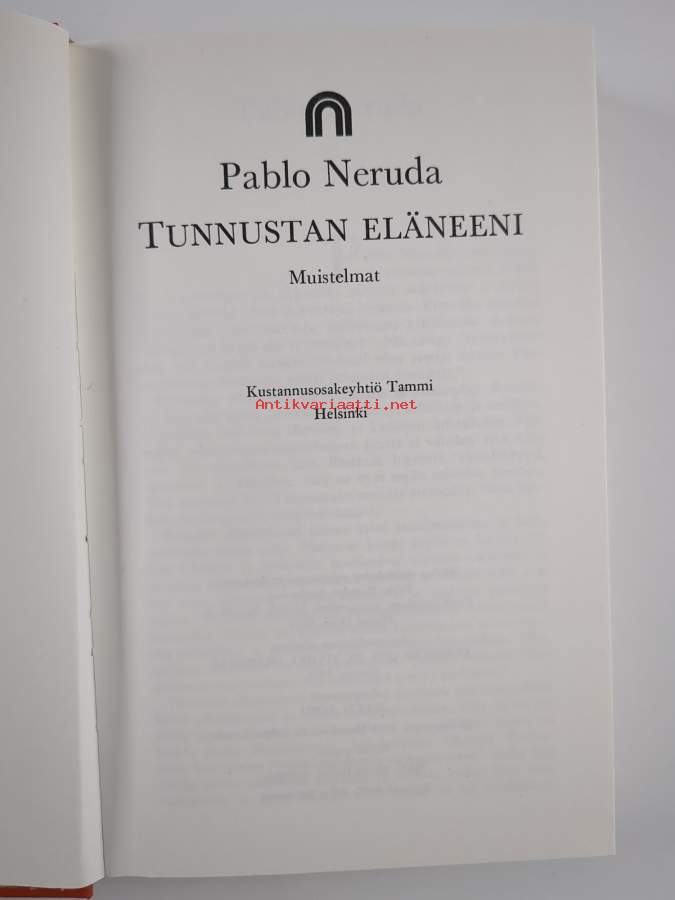 Pablo Neruda
TUNNUSTAN ELÄNEENI
Muistelmat
Kustannusosakeyhtiö Tammi
Antikvariaatti.net
Helsinki